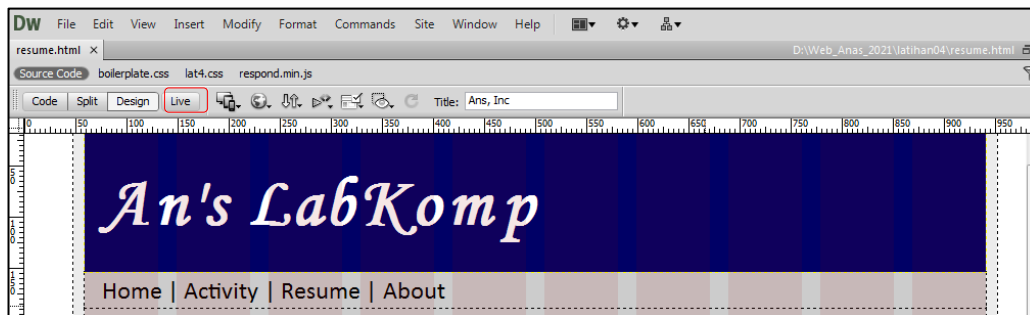 DW File Edit View Insert Modify Format Commands Site Window Help
resume.html × D:\Web_Anas_2021\latihan04\resume.html
Source Code boilerplate.css lat4.css respond.min.js
Code Split Design Live Title: Ans, Inc
0 50 100 150 200 250 300 350 400 450 500 550 600 650 700 750 800 850 900 950
50
An's LabKomp
100
150
Home | Activity | Resume | About